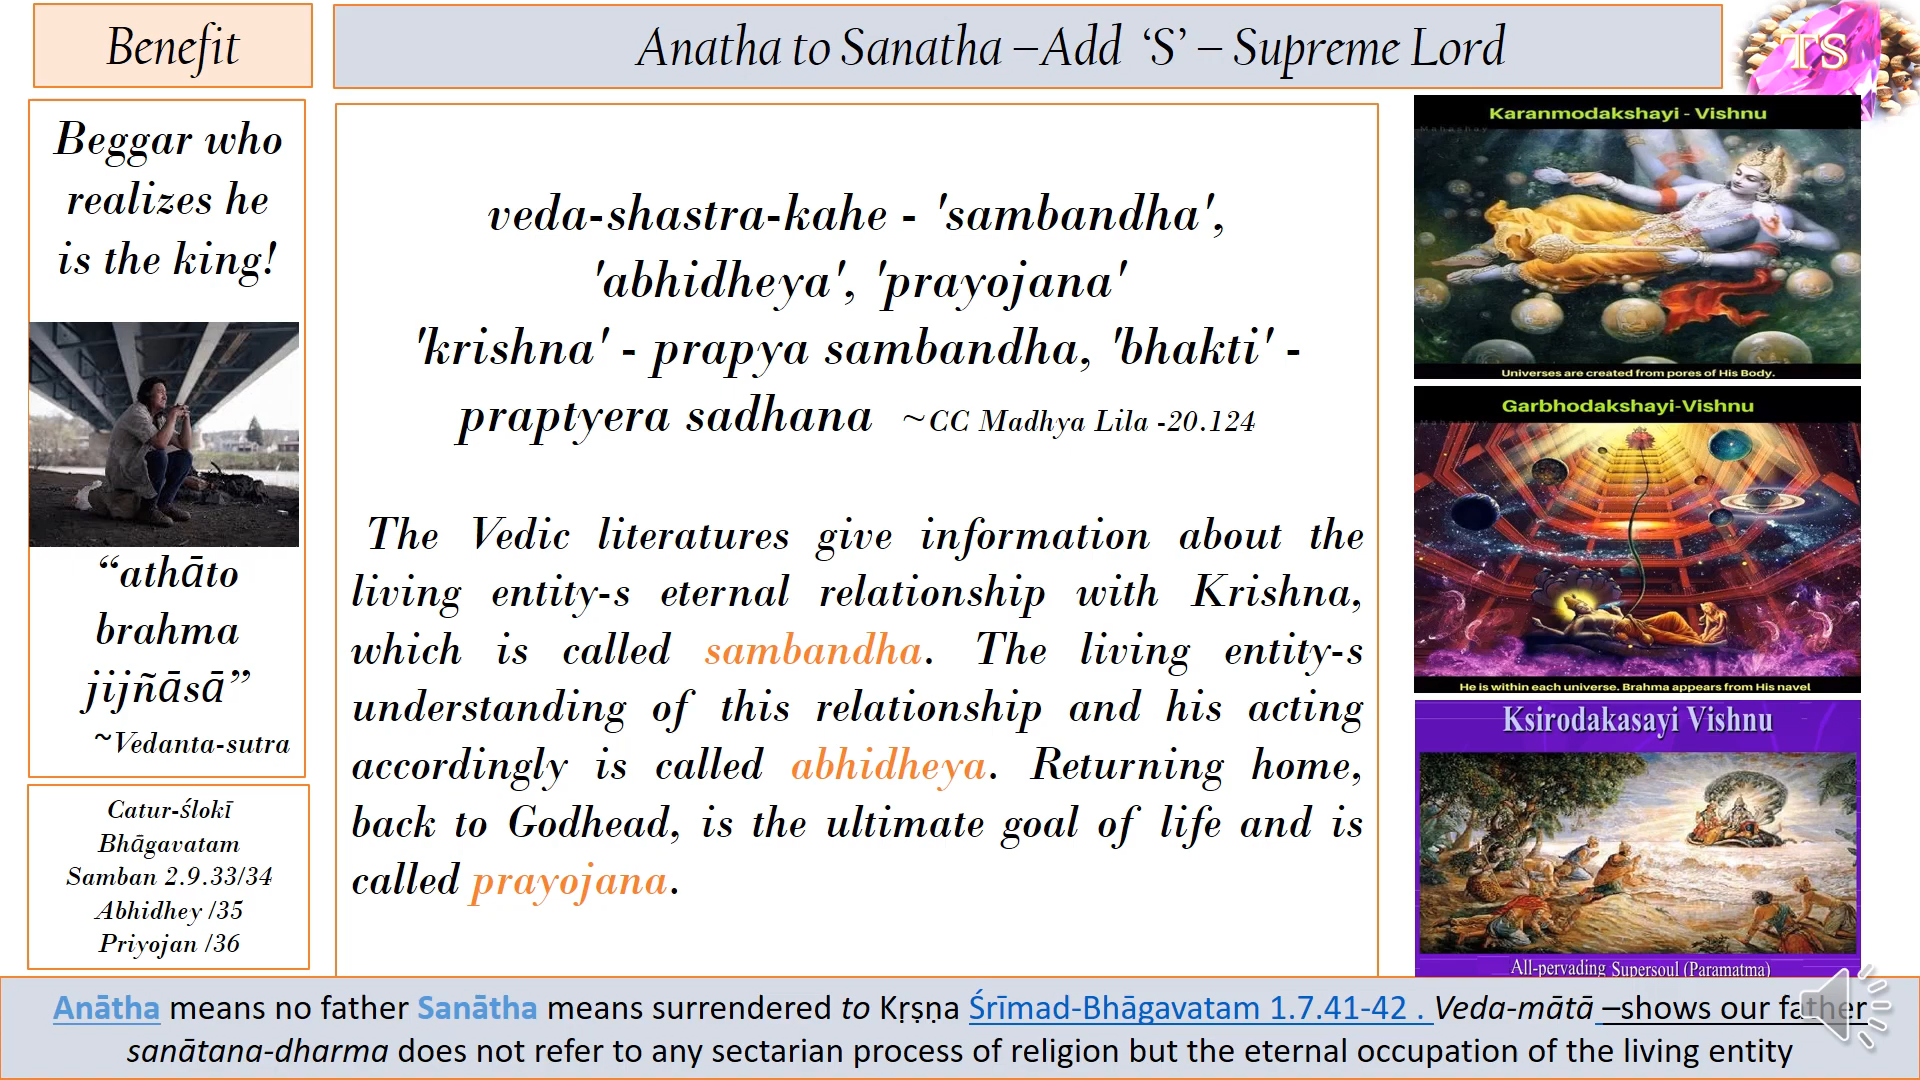 Benefit
Anatha to Sanatha –Add ‘S’ – Supreme Lord
TS
Beggar who
realizes he
is the king!
“athāto
brahma
jijñāsā”
~Vedanta-sutra
Catur-ślokī
Bhāgavatam
Samban 2.9.33/34
Abhidhey /35
Priyojan /36
veda-shastra-kahe - 'sambandha',
'abhidheya', 'prayojana'
'krishna' - prapya sambandha, 'bhakti' -
praptyera sadhana ~CC Madhya Lila -20.124
The Vedic literatures give information about the
living entity-s eternal relationship with Krishna,
which is called sambandha. The living entity-s
understanding of this relationship and his acting
accordingly is called abhidheya. Returning home,
back to Godhead, is the ultimate goal of life and is
called prayojana.
Karanmodakshayi - Vishnu
Universes are created from pores of His Body.
Garbhodakshayi-Vishnu
He is within each universe. Brahma appears from His navel
Ksirodakasayi Vishnu
All-pervading Supersoul (Paramatma)
Anātha means no father Sanātha means surrendered to Kṛṣṇa Śrīmad-Bhāgavatam 1.7.41-42 . Veda-mātā –shows our father
sanātana-dharma does not refer to any sectarian process of religion but the eternal occupation of the living entity